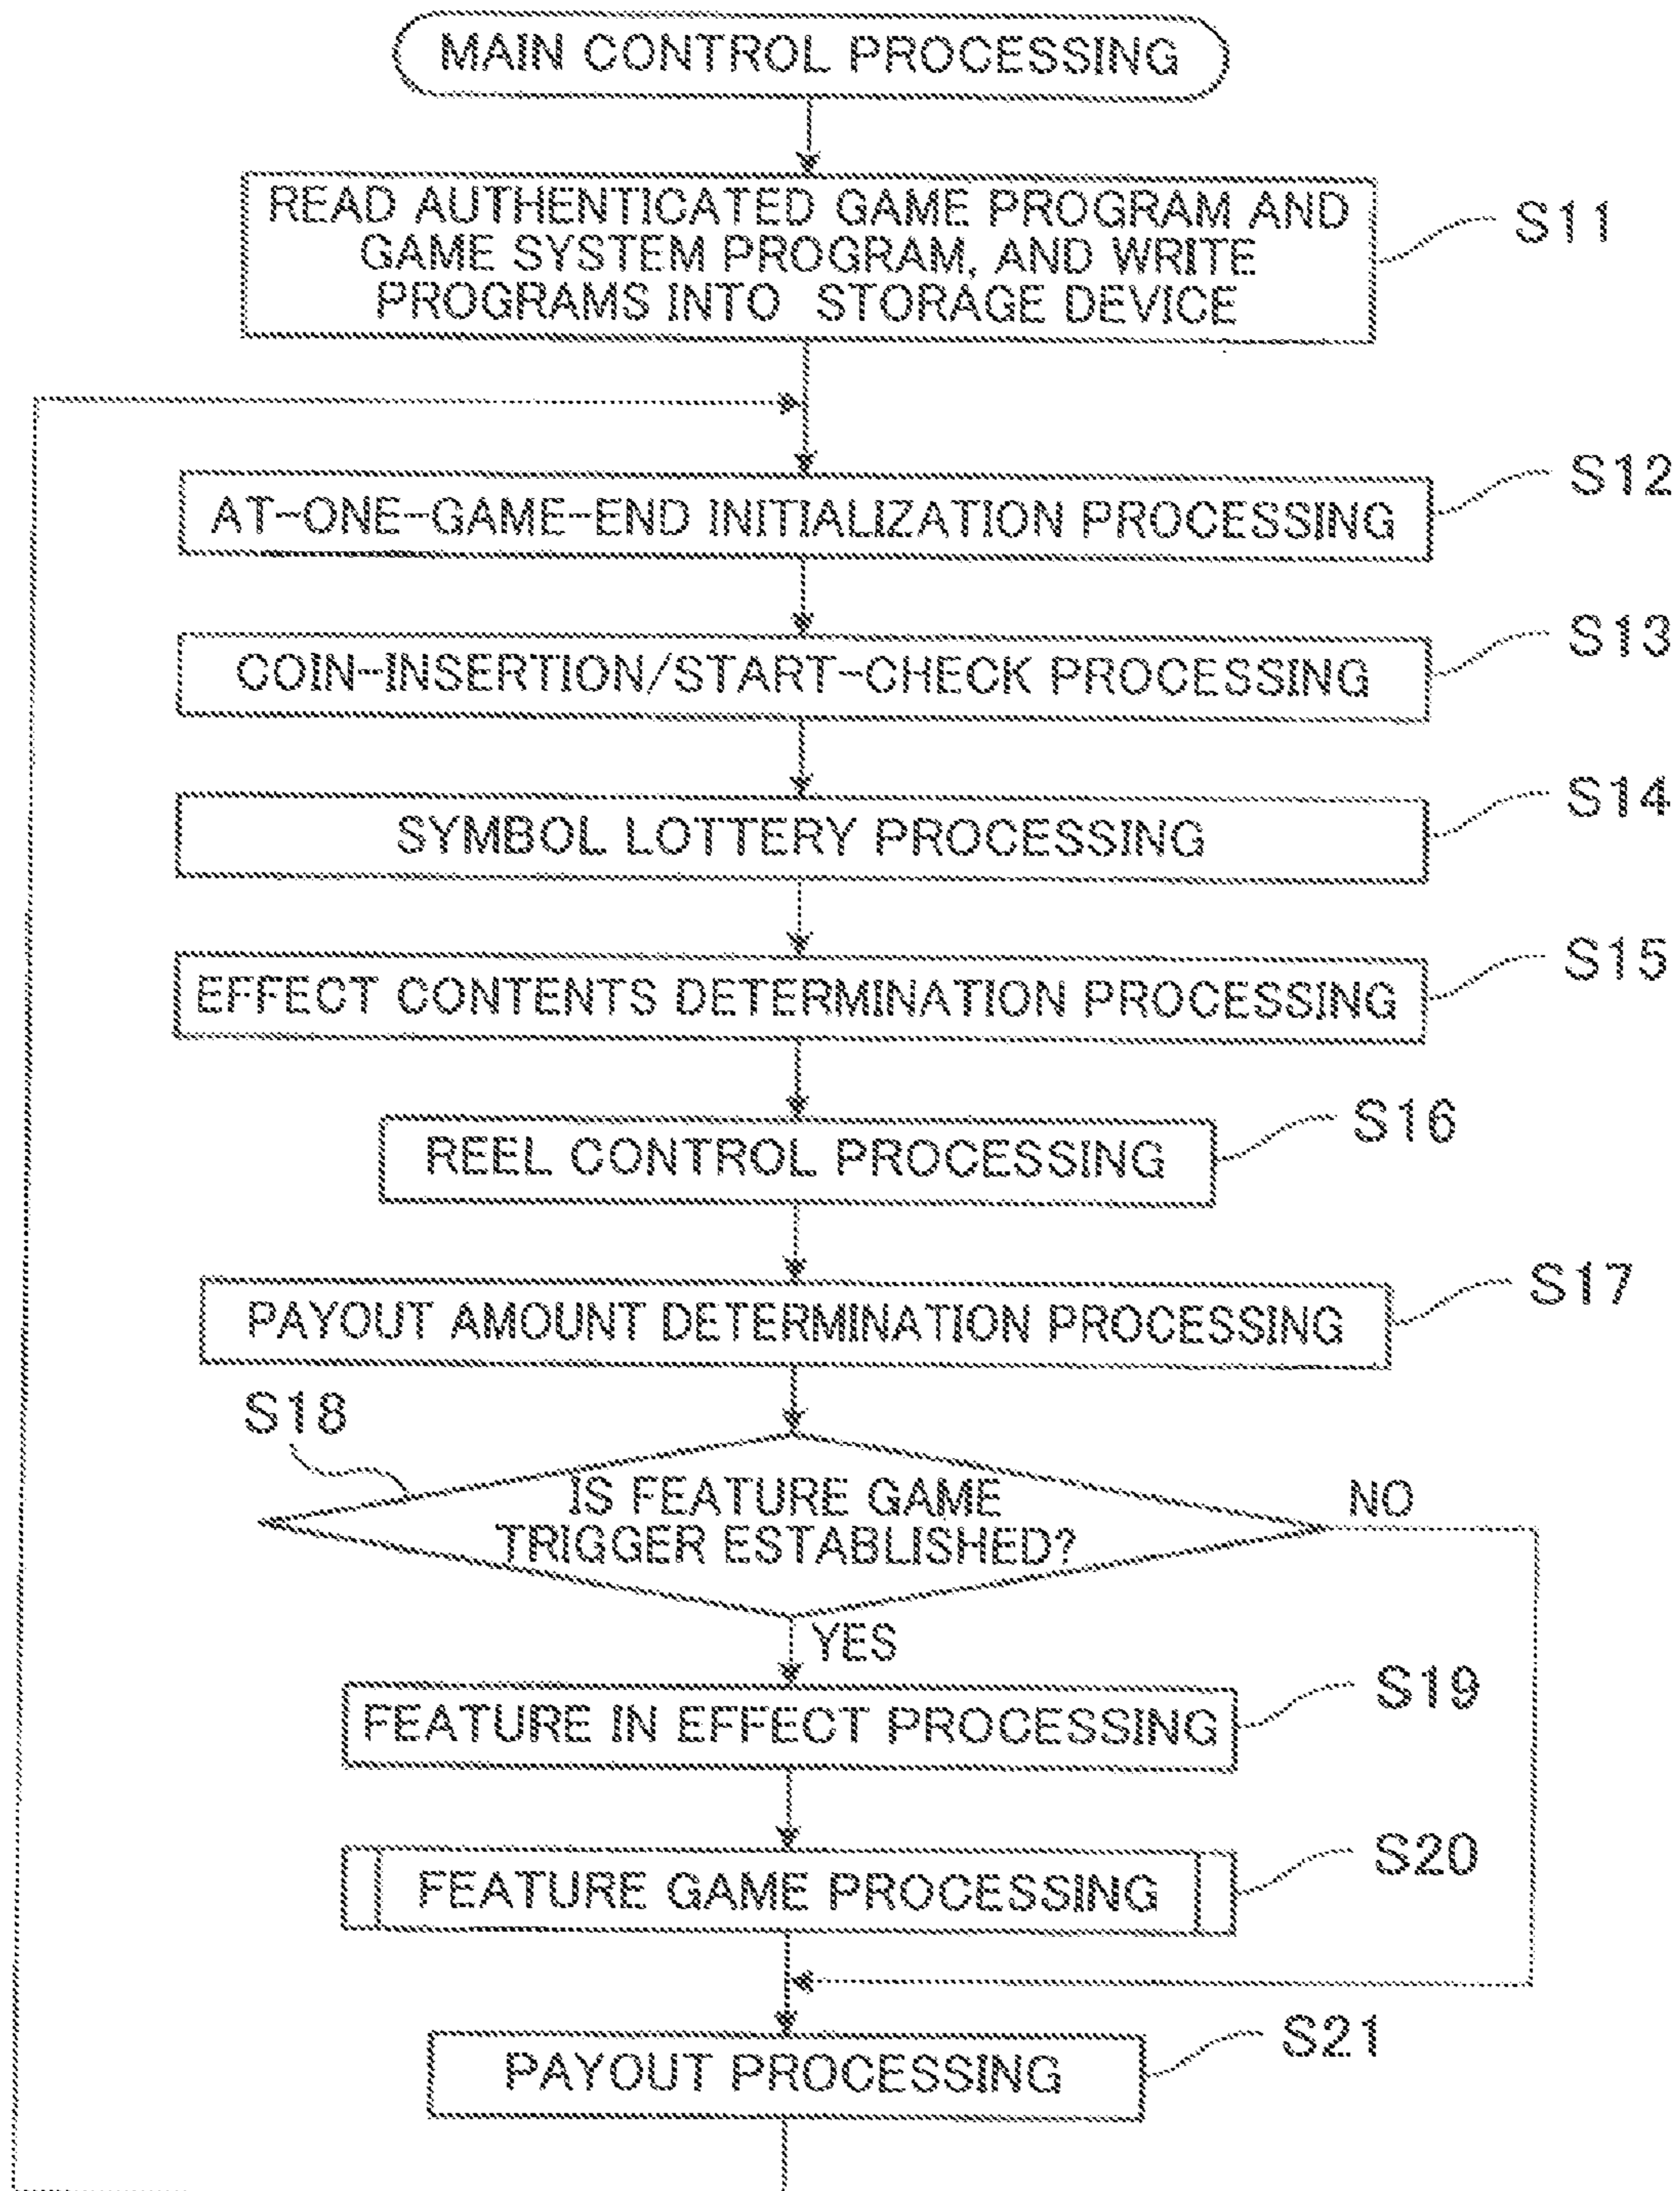 MAIN CONTROL PROCESSING
READ AUTHENTICATED GAME PROGRAM AND
GAME SYSTEM PROGRAM, AND WRITE
PROGRAMS INTO STORAGE DEVICE
S11
AT-ONE-GAME-END INITIALIZATION PROCESSING
S12
COIN-INSERTION/START-CHECK PROCESSING
S13
SYMBOL LOTTERY PROCESSING
S14
EFFECT CONTENTS DETERMINATION PROCESSING
S15
REEL CONTROL PROCESSING
S16
PAYOUT AMOUNT DETERMINATION PROCESSING
S17
S18
IS FEATURE GAME
TRIGGER ESTABLISHED?
NO
YES
FEATURE IN EFFECT PROCESSING
S19
FEATURE GAME PROCESSING
S20
PAYOUT PROCESSING
S21